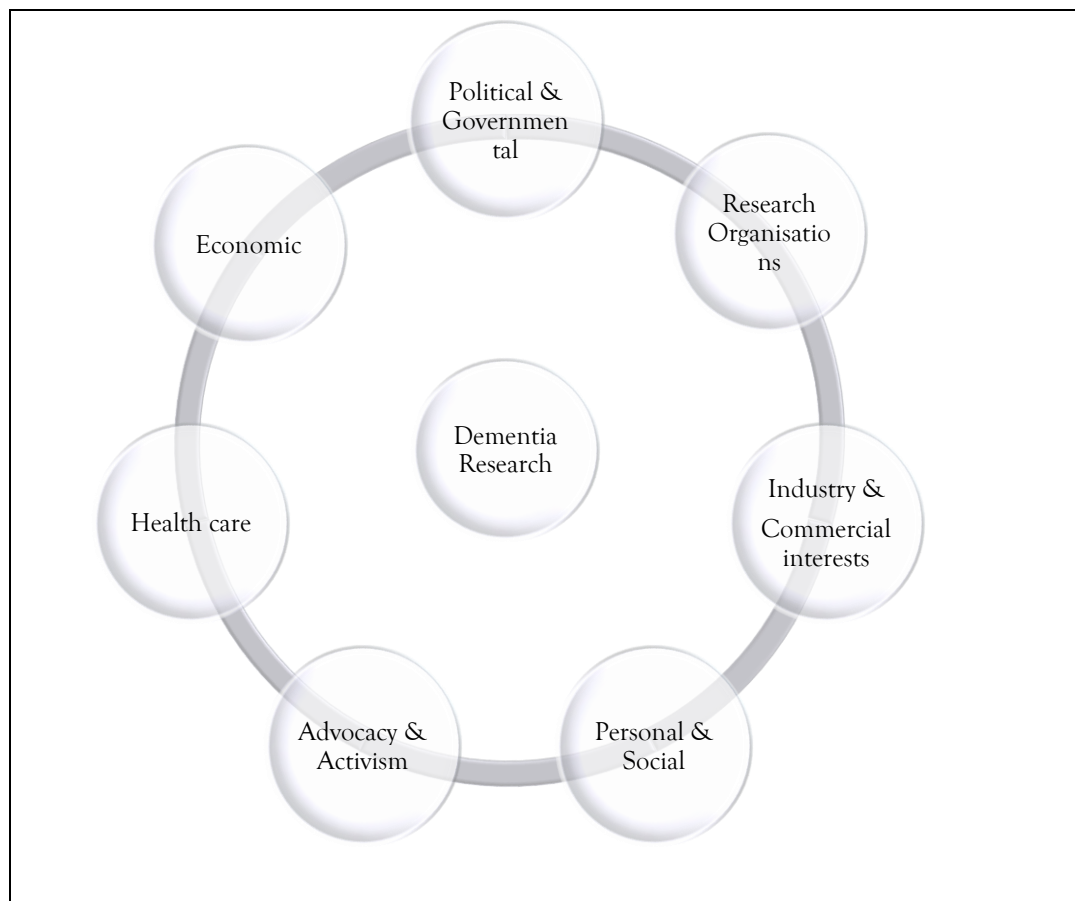 Political &
Governmen
tal
Research
Organisatio
ns
Economic
Dementia
Research
Industry &
Commercial
interests
Health care
Advocacy &
Activism
Personal &
Social